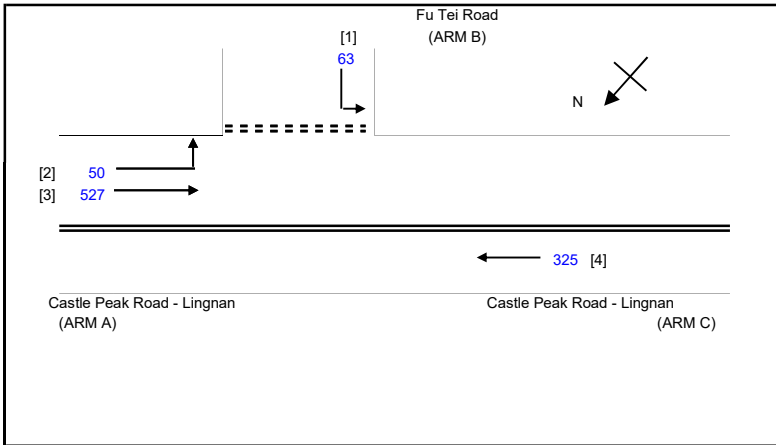 Fu Tei Road
[1] (ARM B)
63
N
[2] 50
[3] 527
325 [4]
Castle Peak Road - Lingnan Castle Peak Road - Lingnan
(ARM A) (ARM C)